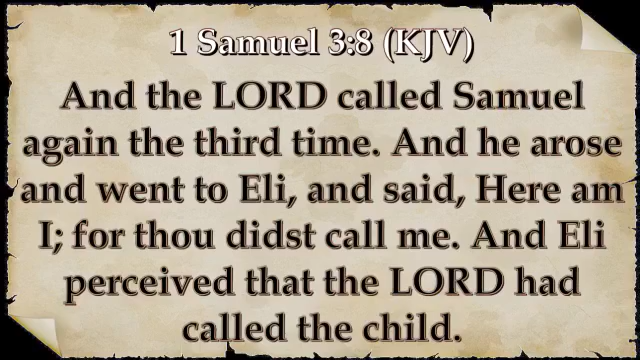 1 Samuel 3:8 (KJV)
And the LORD called Samuel
again the third time. And he arose
and went to Eli, and said, Here am
I; for thou didst call me. And Eli
perceived that the LORD had
called the child.